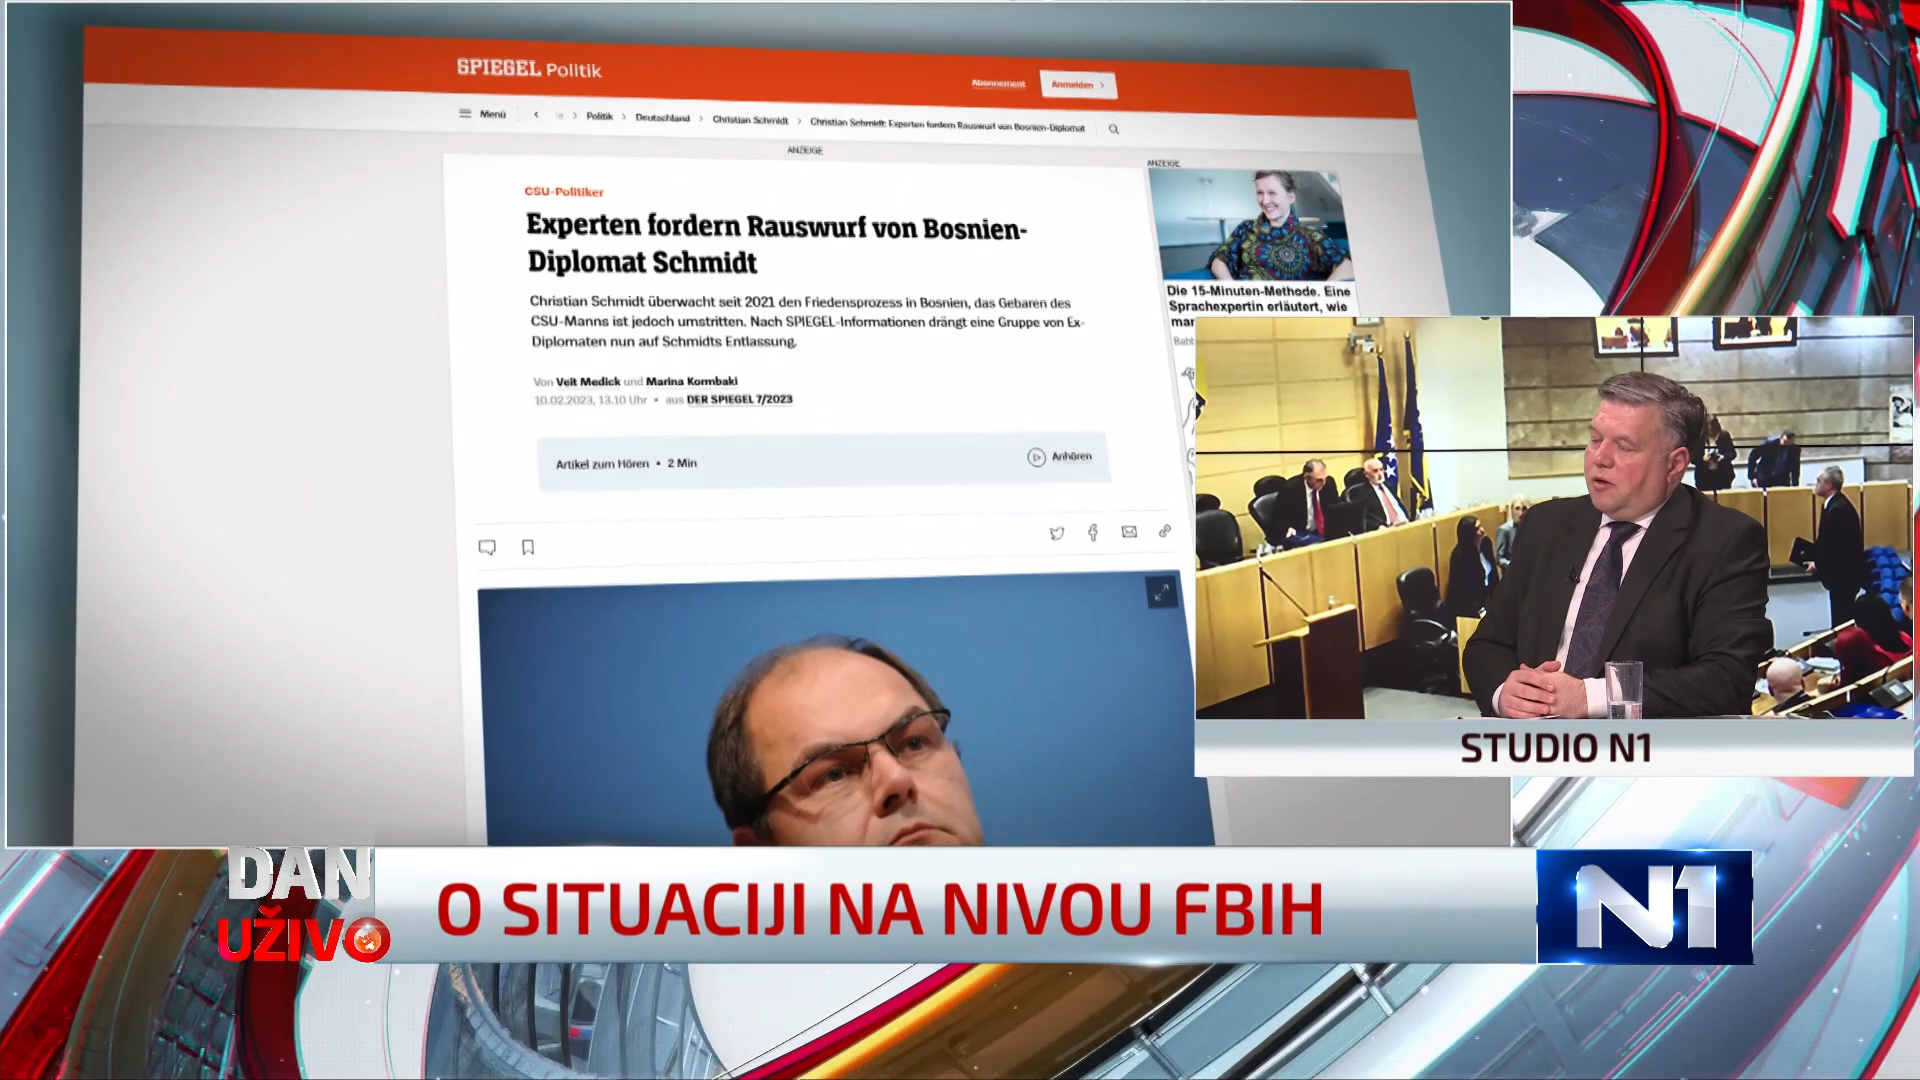 SPIEGEL Politik
Abonnement
Anmelden
Menü
Politik
Deutschland
Christian Schmidt
Christian Schmidt: Experten fordern Rauswurf von Bosnien-Diplomat
ANZEIGE
ANZEIGE
CSU-Politiker
Experten fordern Rauswurf von Bosnien-
Diplomat Schmidt
Christian Schmidt überwacht seit 2021 den Friedensprozess in Bosnien, das Gebaren des
CSU-Manns ist jedoch umstritten. Nach SPIEGEL-Informationen drängt eine Gruppe von Ex-
Diplomaten nun auf Schmidts Entlassung.
Von Veit Medick und Marina Kormbaki
10.02.2023, 13.10 Uhr • aus DER SPIEGEL 7/2023
Artikel zum Hören • 2 Min
Anhören
Die 15-Minuten-Methode. Eine
Sprachexpertin erläutert, wie
STUDIO N1
DAN
UŽIVO
O SITUACIJI NA NIVOU FBIH
N1